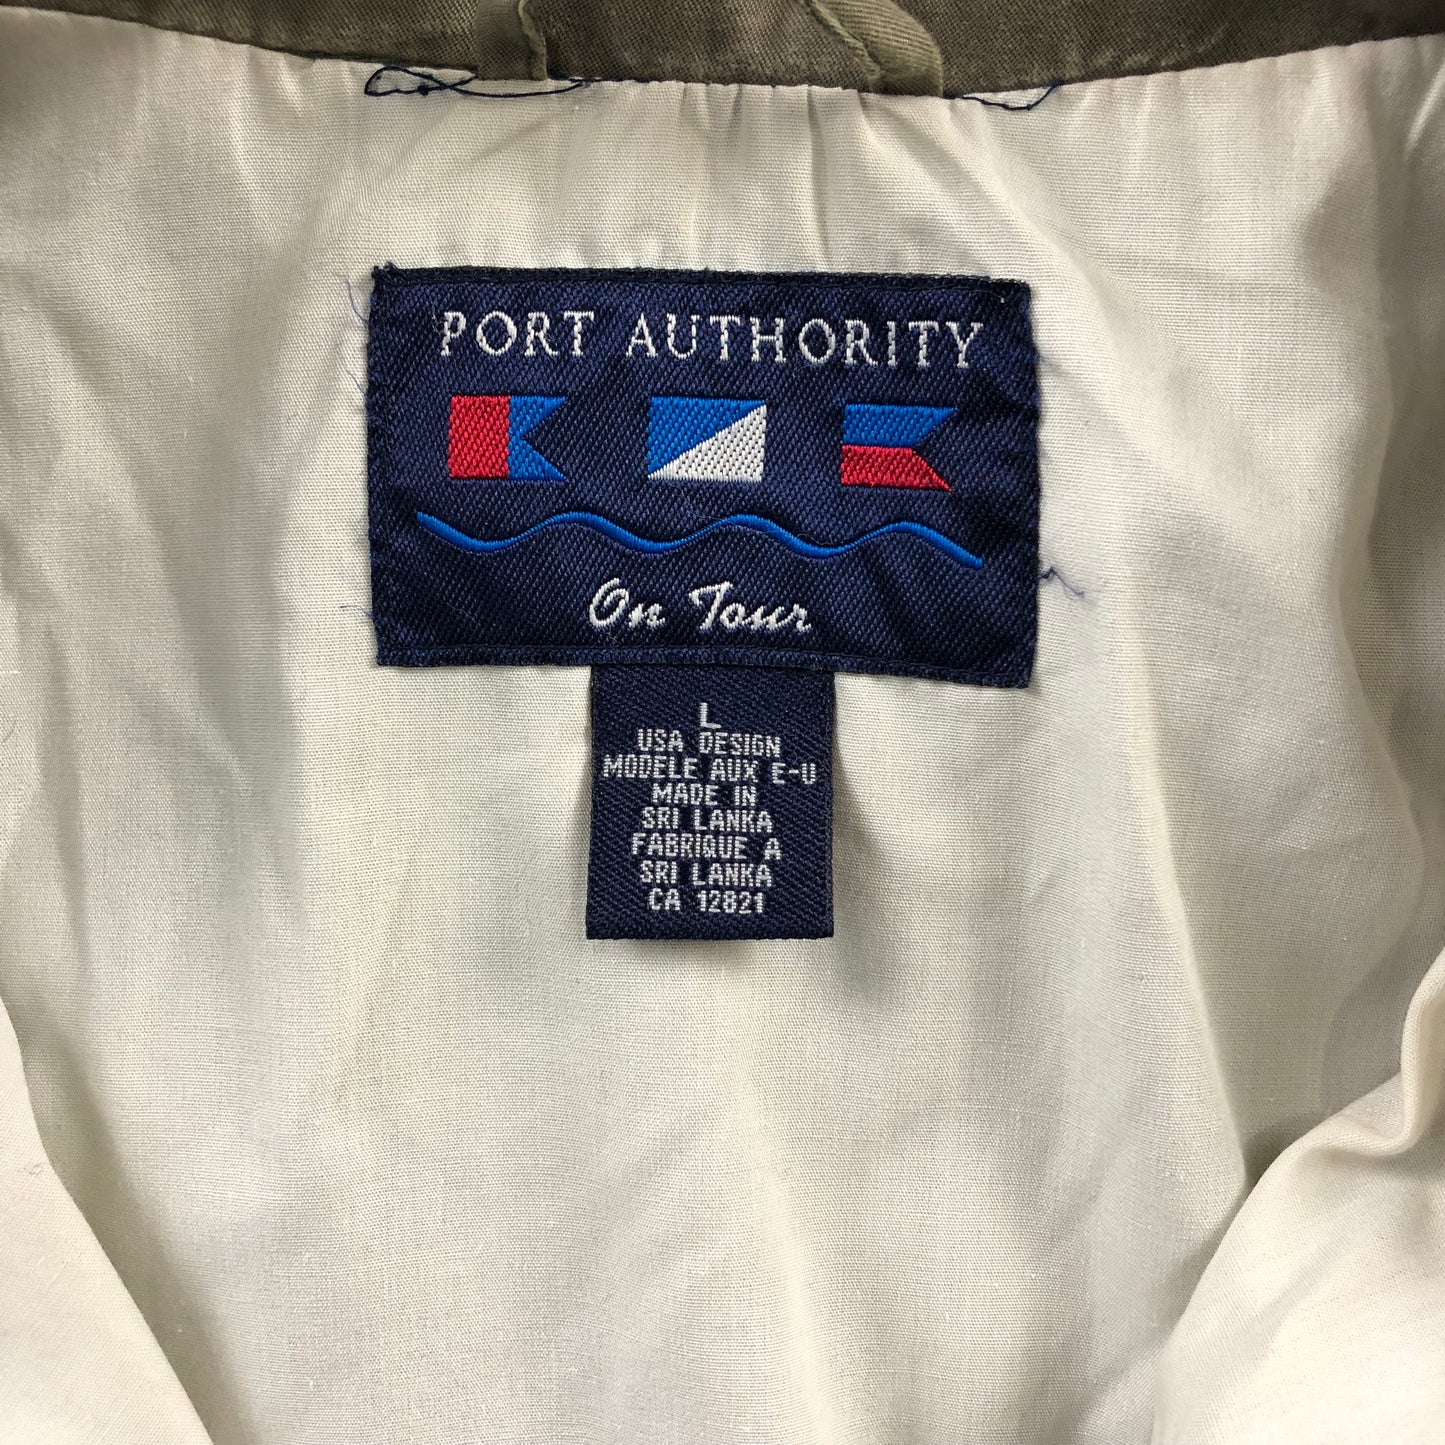 PORT AUTHORITY
On Tour
L
USA DESIGN
MODELE AUX E-U
MADE IN
SRI LANKA
FABRIQUE A
SRI LANKA
CA 12821